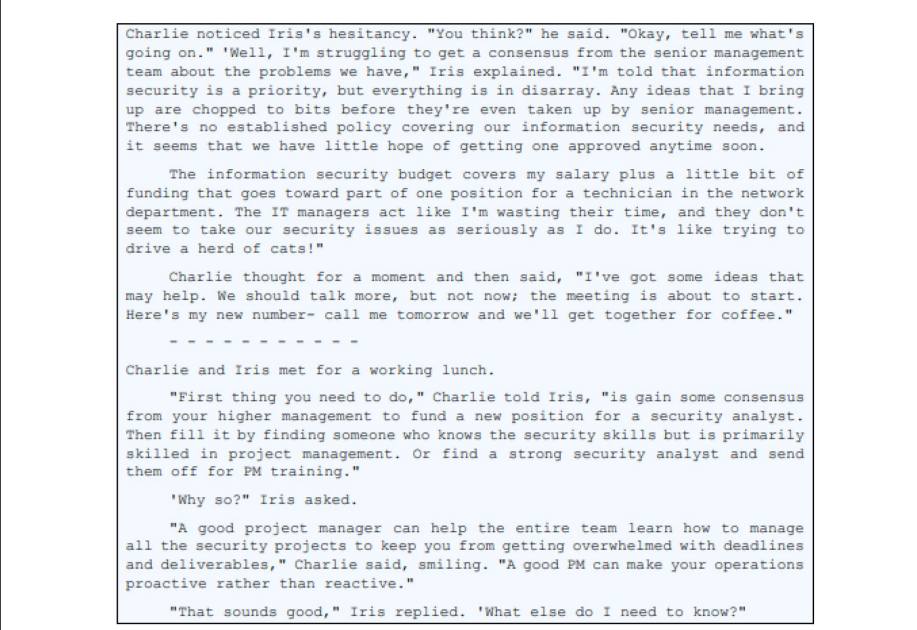 Charlie noticed Iris's hesitancy. "You think?" he said. "Okay, tell me what's
going on." 'Well, I'm struggling to get a consensus from the senior management
team about the problems we have," Iris explained. "I'm told that information
security is a priority, but everything is in disarray. Any ideas that I bring
up are chopped to bits before they're even taken up by senior management.
There's no established policy covering our information security needs, and
it seems that we have little hope of getting one approved anytime soon.
The information security budget covers my salary plus a little bit of
funding that goes toward part of one position for a technician in the network
department. The IT managers act like I'm wasting their time, and they don't
seem to take our security issues as seriously as I do. It's like trying to
drive a herd of cats!"
Charlie thought for a moment and then said, "I've got some ideas that
may help. We should talk more, but not now; the meeting is about to start.
Here's my new number- call me tomorrow and we'll get together for coffee."
- - - - - - - - - - -
Charlie and Iris met for a working lunch.
"First thing you need to do," Charlie told Iris, "is gain some consensus
from your higher management to fund a new position for a security analyst.
Then fill it by finding someone who knows the security skills but is primarily
skilled in project management. Or find a strong security analyst and send
them off for PM training."
'Why so?" Iris asked.
"A good project manager can help the entire team learn how to manage
all the security projects to keep you from getting overwhelmed with deadlines
and deliverables," Charlie said, smiling. "A good PM can make your operations
proactive rather than reactive."
"That sounds good," Iris replied. 'What else do I need to know?"